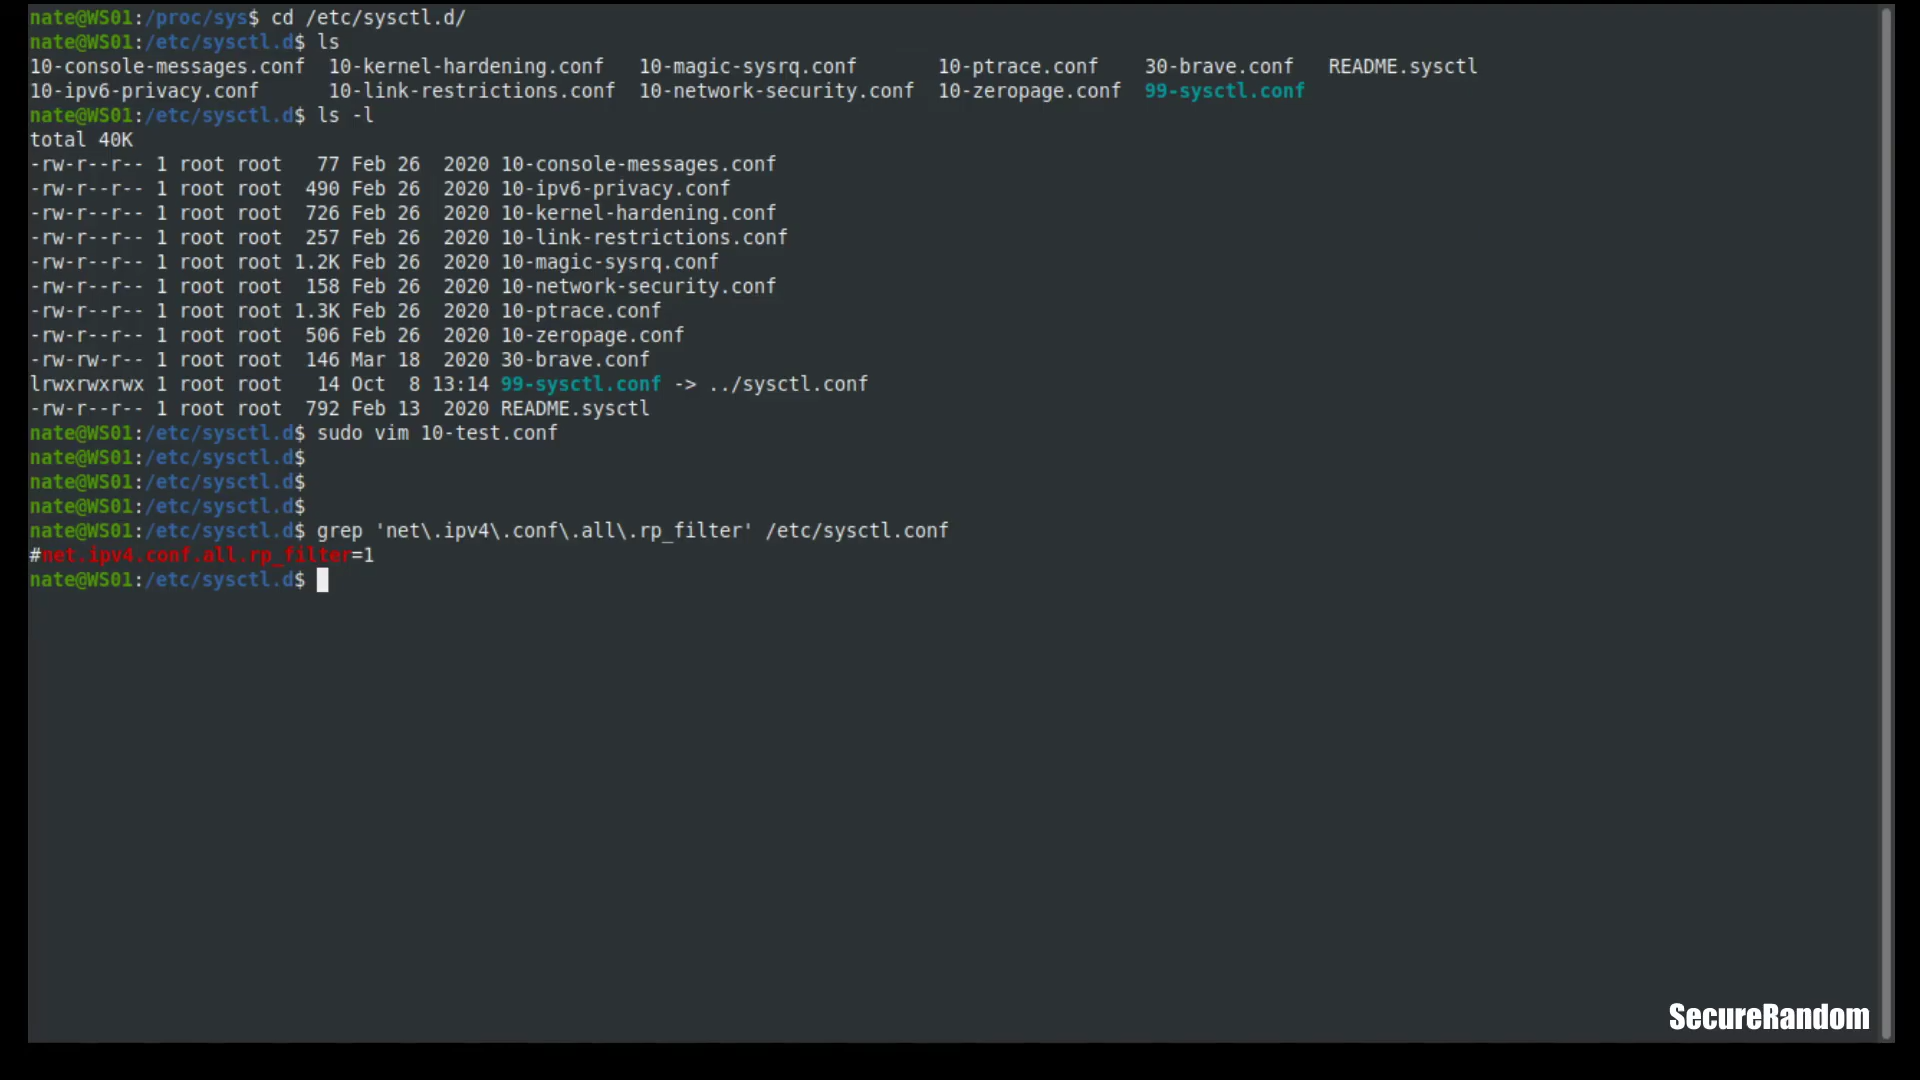 nate@WS01:/proc/sys$ cd /etc/sysctl.d/
nate@WS01:/etc/sysctl.d$ ls
10-console-messages.conf  10-kernel-hardening.conf   10-magic-sysrq.conf       10-ptrace.conf    30-brave.conf   README.sysctl
10-ipv6-privacy.conf      10-link-restrictions.conf  10-network-security.conf  10-zeropage.conf  99-sysctl.conf
nate@WS01:/etc/sysctl.d$ ls -l
total 40K
-rw-r--r-- 1 root root   77 Feb 26  2020 10-console-messages.conf
-rw-r--r-- 1 root root  490 Feb 26  2020 10-ipv6-privacy.conf
-rw-r--r-- 1 root root  726 Feb 26  2020 10-kernel-hardening.conf
-rw-r--r-- 1 root root  257 Feb 26  2020 10-link-restrictions.conf
-rw-r--r-- 1 root root 1.2K Feb 26  2020 10-magic-sysrq.conf
-rw-r--r-- 1 root root  158 Feb 26  2020 10-network-security.conf
-rw-r--r-- 1 root root 1.3K Feb 26  2020 10-ptrace.conf
-rw-r--r-- 1 root root  506 Feb 26  2020 10-zeropage.conf
-rw-rw-r-- 1 root root  146 Mar 18  2020 30-brave.conf
lrwxrwxrwx 1 root root   14 Oct  8 13:14 99-sysctl.conf -> ../sysctl.conf
-rw-r--r-- 1 root root  792 Feb 13  2020 README.sysctl
nate@WS01:/etc/sysctl.d$ sudo vim 10-test.conf
nate@WS01:/etc/sysctl.d$
nate@WS01:/etc/sysctl.d$
nate@WS01:/etc/sysctl.d$
nate@WS01:/etc/sysctl.d$ grep 'net\.ipv4\.conf\.all\.rp_filter' /etc/sysctl.conf
#net.ipv4.conf.all.rp_filter=1
nate@WS01:/etc/sysctl.d$
SecureRandom